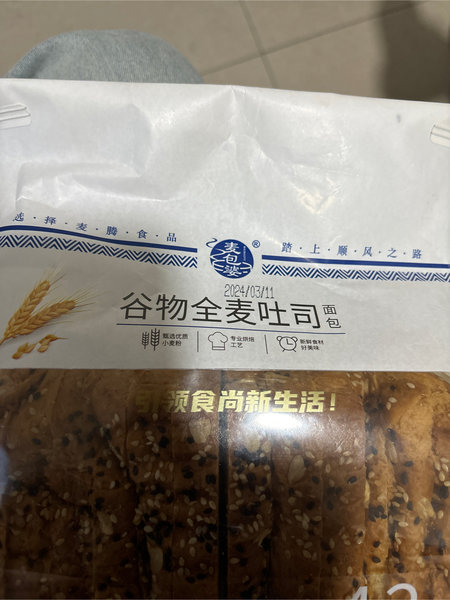 选·择·麦·腾·食·品
麦包婆
®
踏·上·顺·风·之·路
2024/03/11
谷物全麦吐司
面包
甄选优质
小麦粉
专业烘焙
工艺
新鲜食材
好美味
领食尚新生活！